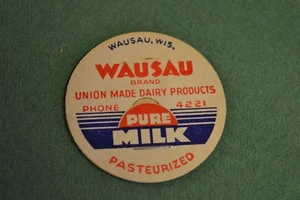 WAUSAU, WIS.
WAUSAU
BRAND
UNION MADE DAIRY PRODUCTS
PHONE 4221
PURE
MILK
PASTEURIZED